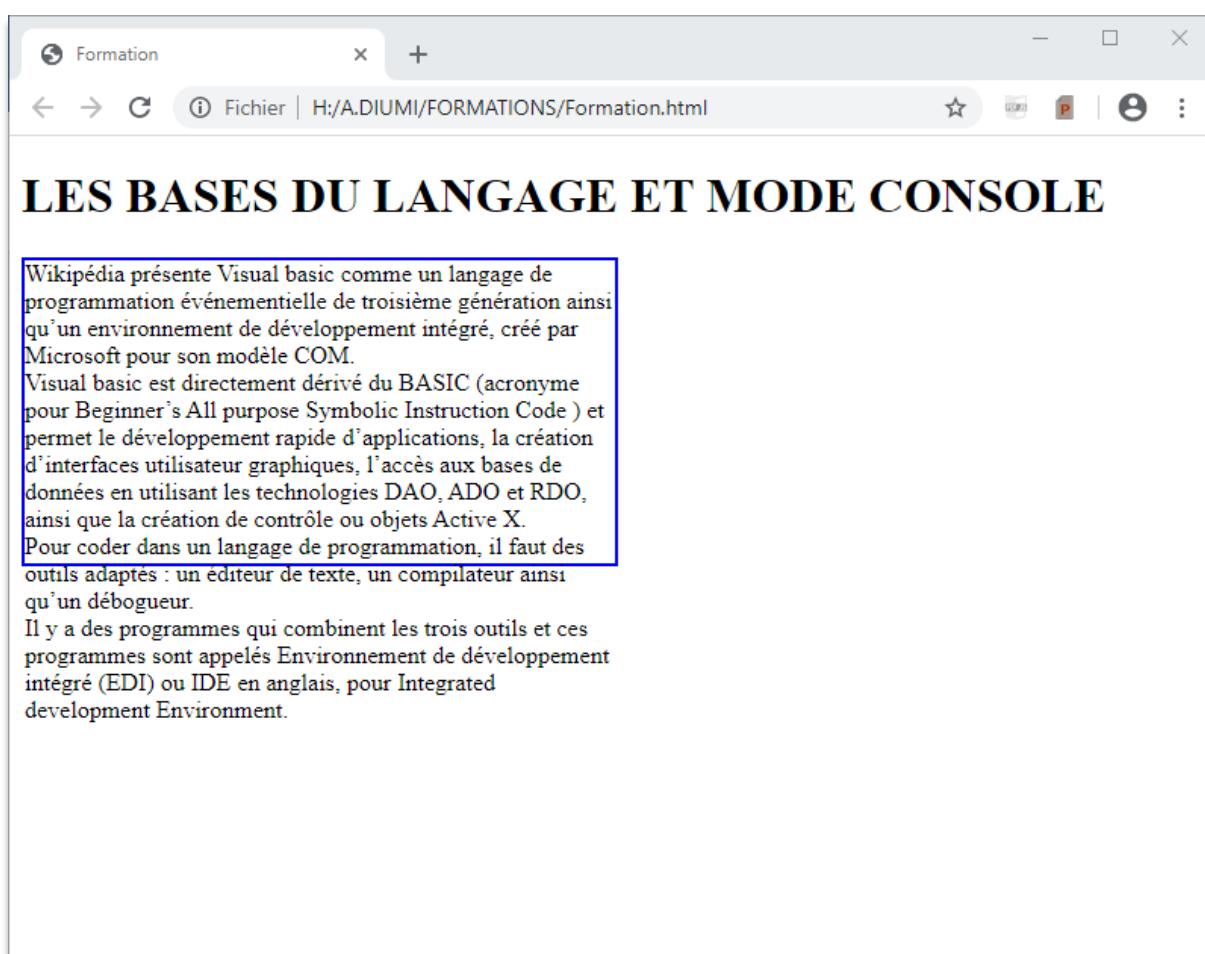 Formation
Fichier | H:/A.DIUMI/FORMATIONS/Formation.html
LES BASES DU LANGAGE ET MODE CONSOLE
Wikipédia présente Visual basic comme un langage de
programmation événementielle de troisième génération ainsi
qu’un environnement de développement intégré, créé par
Microsoft pour son modèle COM.
Visual basic est directement dérivé du BASIC (acronyme
pour Beginner’s All purpose Symbolic Instruction Code ) et
permet le développement rapide d’applications, la création
d’interfaces utilisateur graphiques, l’accès aux bases de
données en utilisant les technologies DAO, ADO et RDO,
ainsi que la création de contrôle ou objets Active X.
Pour coder dans un langage de programmation, il faut des
outils adaptés : un éditeur de texte, un compilateur ainsi
qu’un débogueur.
Il y a des programmes qui combinent les trois outils et ces
programmes sont appelés Environnement de développement
intégré (EDI) ou IDE en anglais, pour Integrated
development Environment.